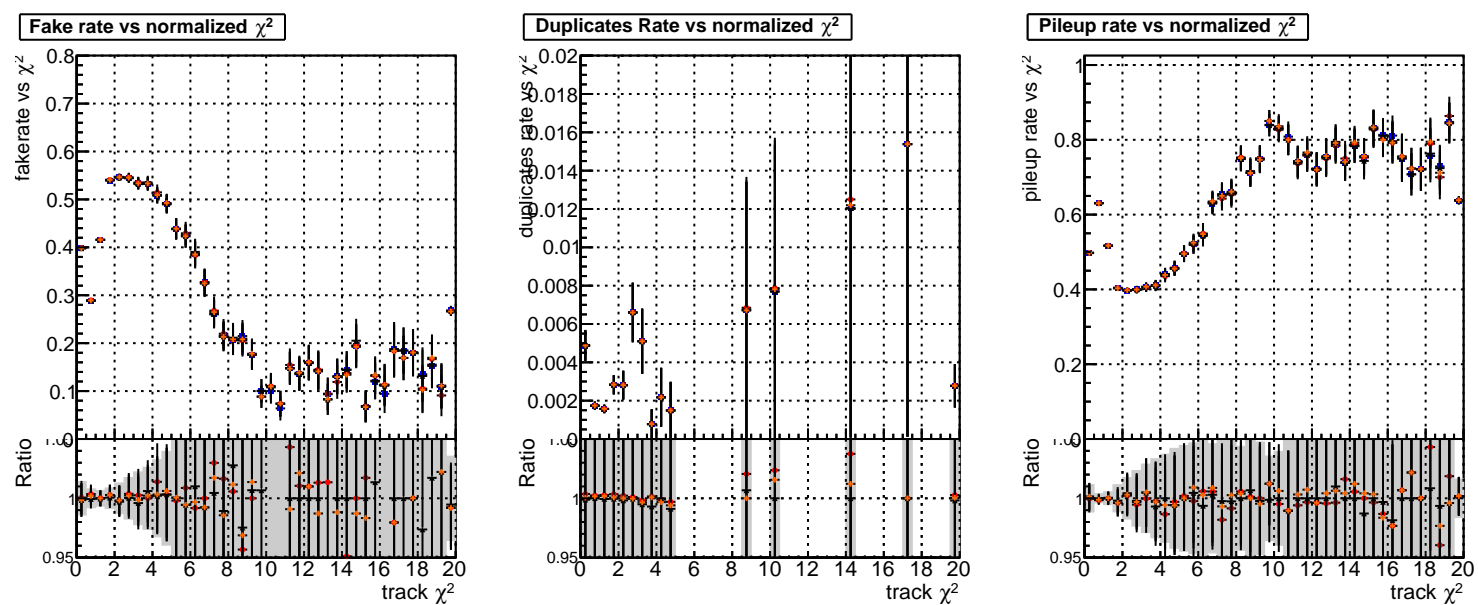 Fake rate vs normalized χ²
fakerate vs χ²
0.8
0.7
0.6
0.5
0.4
0.3
0.2
0.1
0
Ratio
1
0.95
0 2 4 6 8 10 12 14 16 18 20
track χ²
Duplicates Rate vs normalized χ²
duplicates rate vs χ²
0.02
0.018
0.016
0.014
0.012
0.01
0.008
0.006
0.004
0.002
0
Ratio
1
0.95
0 2 4 6 8 10 12 14 16 18 20
track χ²
Pileup rate vs normalized χ²
pileup rate vs χ²
1
0.8
0.6
0.4
0.2
0
Ratio
1
0.95
0 2 4 6 8 10 12 14 16 18 20
track χ²